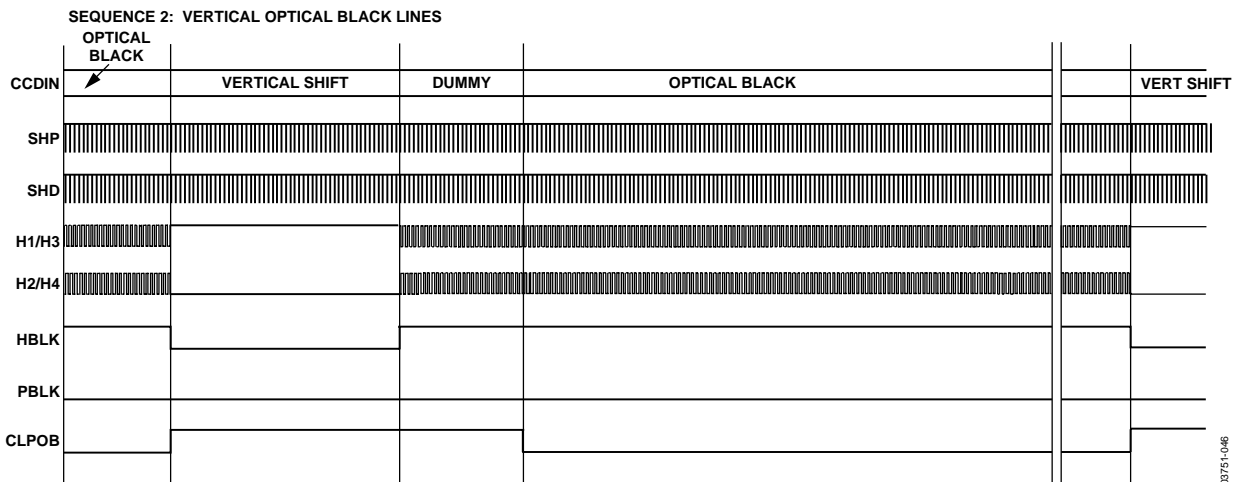 SEQUENCE 2: VERTICAL OPTICAL BLACK LINES
OPTICAL
BLACK
CCDIN
VERTICAL SHIFT
DUMMY
OPTICAL BLACK
VERT SHIFT
SHP
SHD
H1/H3
H2/H4
HBLK
PBLK
CLPOB
03751-046